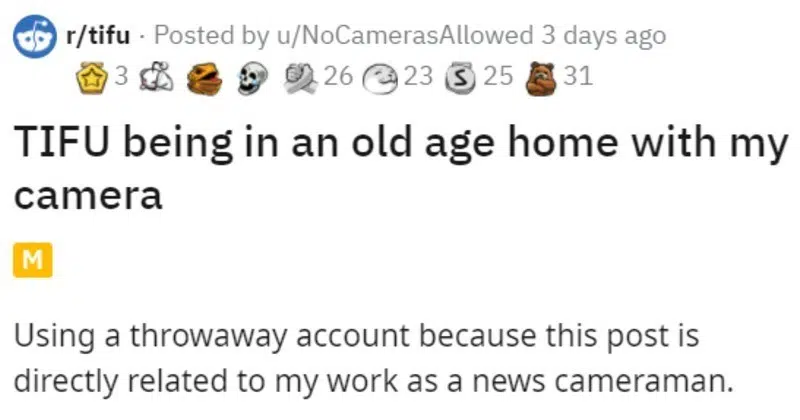 r/tifu · Posted by u/NoCamerasAllowed 3 days ago
3 26 23 S 25 31
TIFU being in an old age home with my
camera
M
Using a throwaway account because this post is
directly related to my work as a news cameraman.